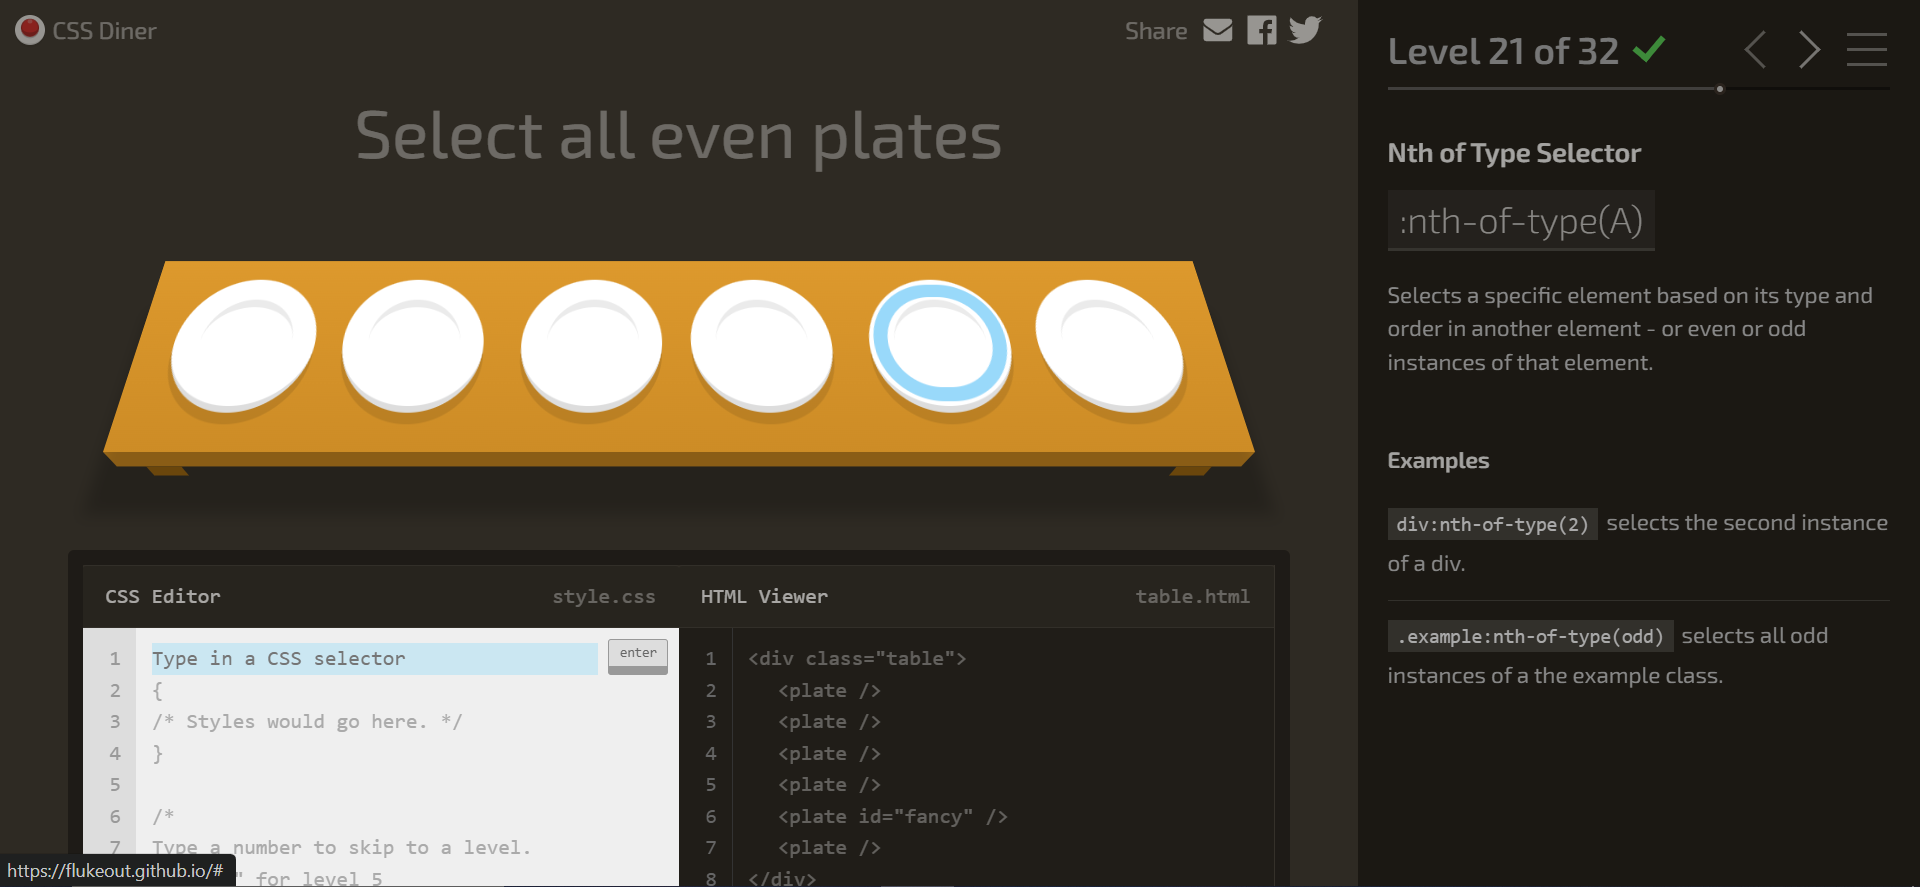 CSS Diner
Share
Select all even plates
CSS Editor
style.css
1 Type in a CSS selector
enter
2 {
3 /* Styles would go here. */
4 }
5
6 /*
7 Type a number to skip to a level.
" for level 5
HTML Viewer
table.html
1 <div class="table">
2 <plate />
3 <plate />
4 <plate />
5 <plate />
6 <plate id="fancy" />
7 <plate />
8 </div>
https://flukeout.github.io/#
Level 21 of 32
Nth of Type Selector
:nth-of-type(A)
Selects a specific element based on its type and
order in another element - or even or odd
instances of that element.
Examples
div:nth-of-type(2) selects the second instance
of a div.
.example:nth-of-type(odd) selects all odd
instances of a the example class.